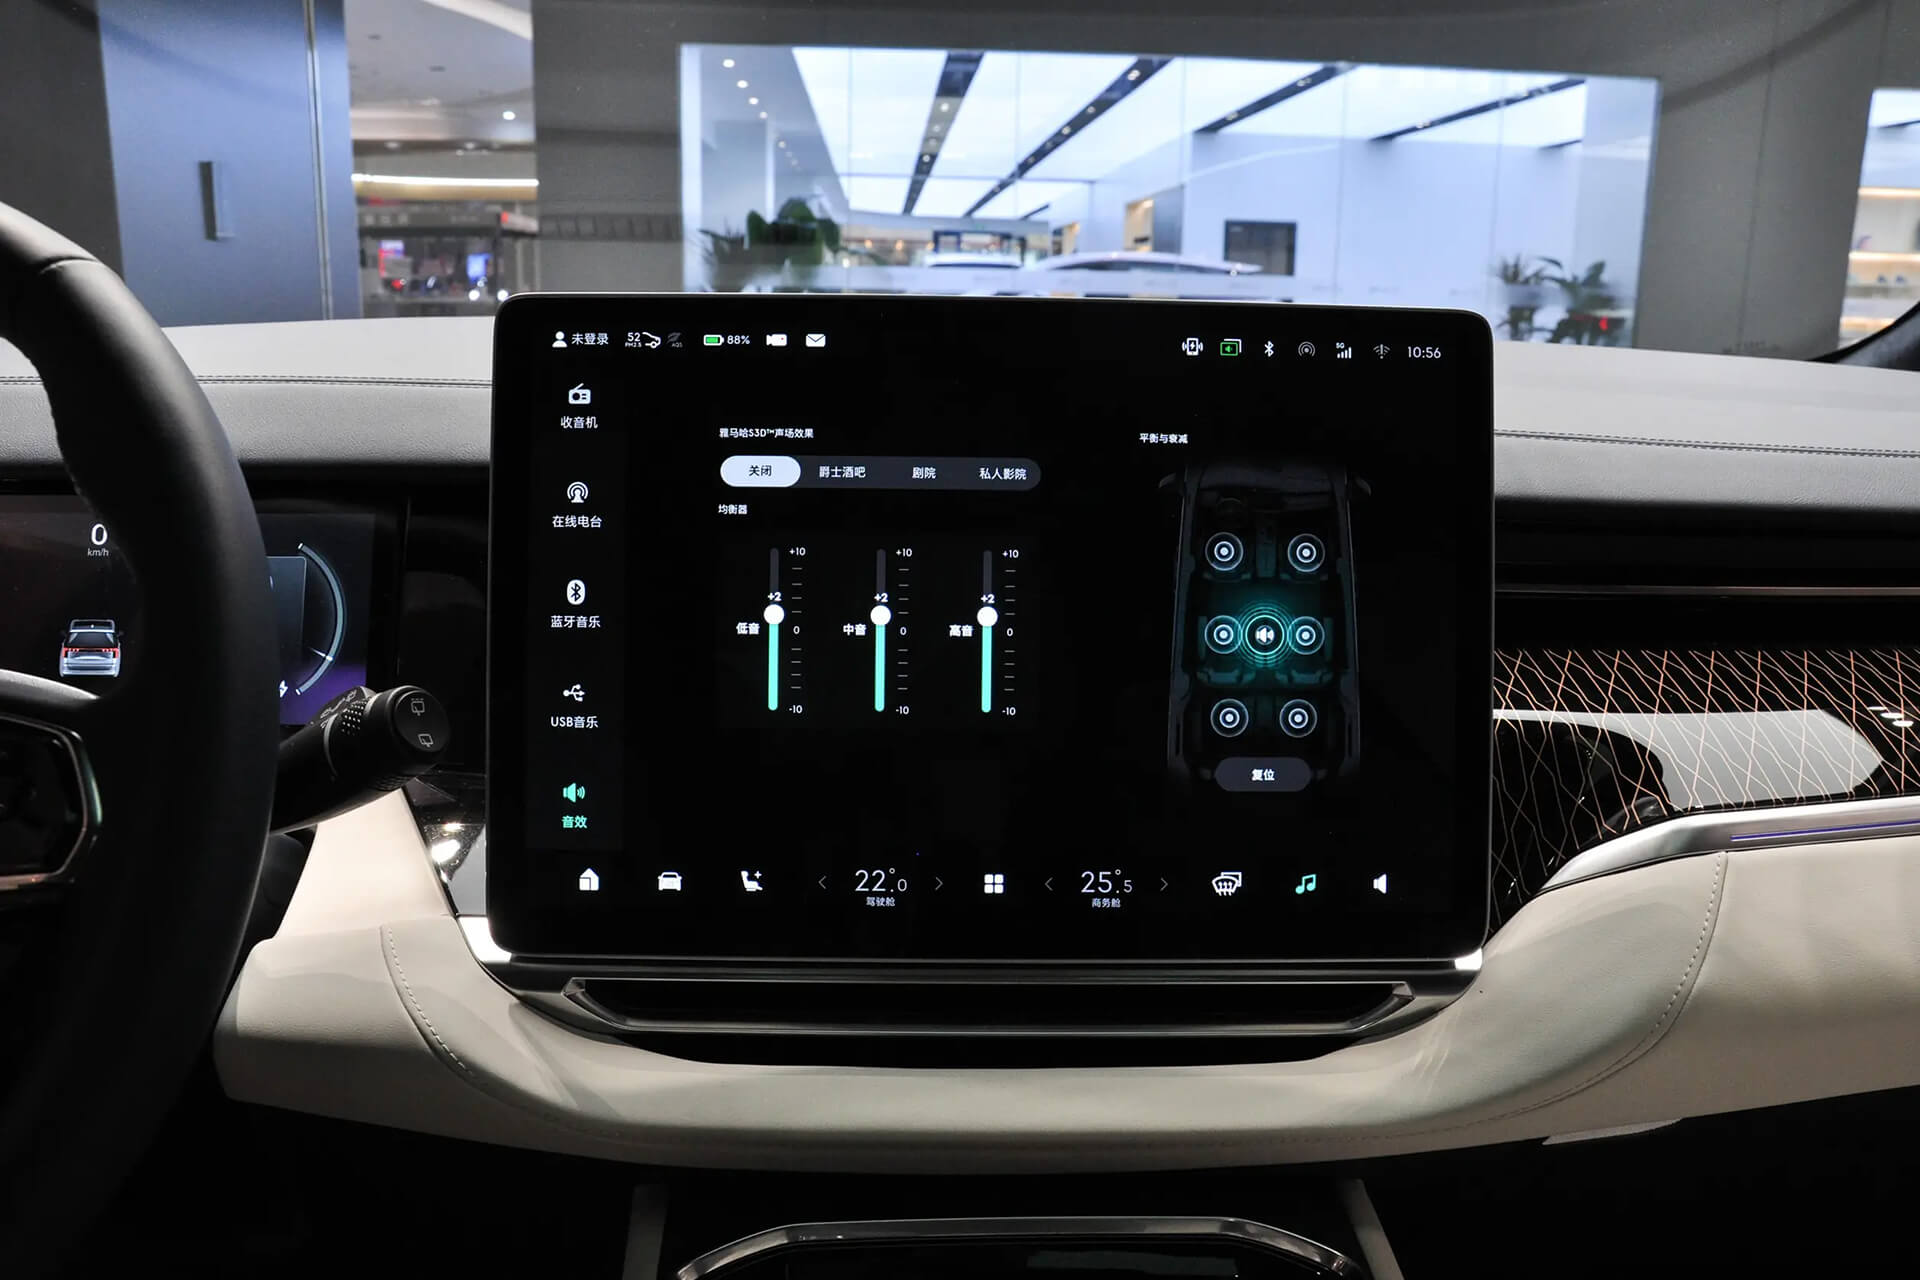 未登录
52
PM2.5
AQS
88%
5G
10:56
收音机
在线电台
蓝牙音乐
USB音乐
音效
雅马哈S3D™声场效果
关闭 爵士酒吧 剧院 私人影院
均衡器
+10 +10 +10
+2 +2 +2
低音 0 中音 0 高音 0
-10 -10 -10
平衡与衰减
复位
22.0
驾驶舱
25.5
商务舱
0
km/h